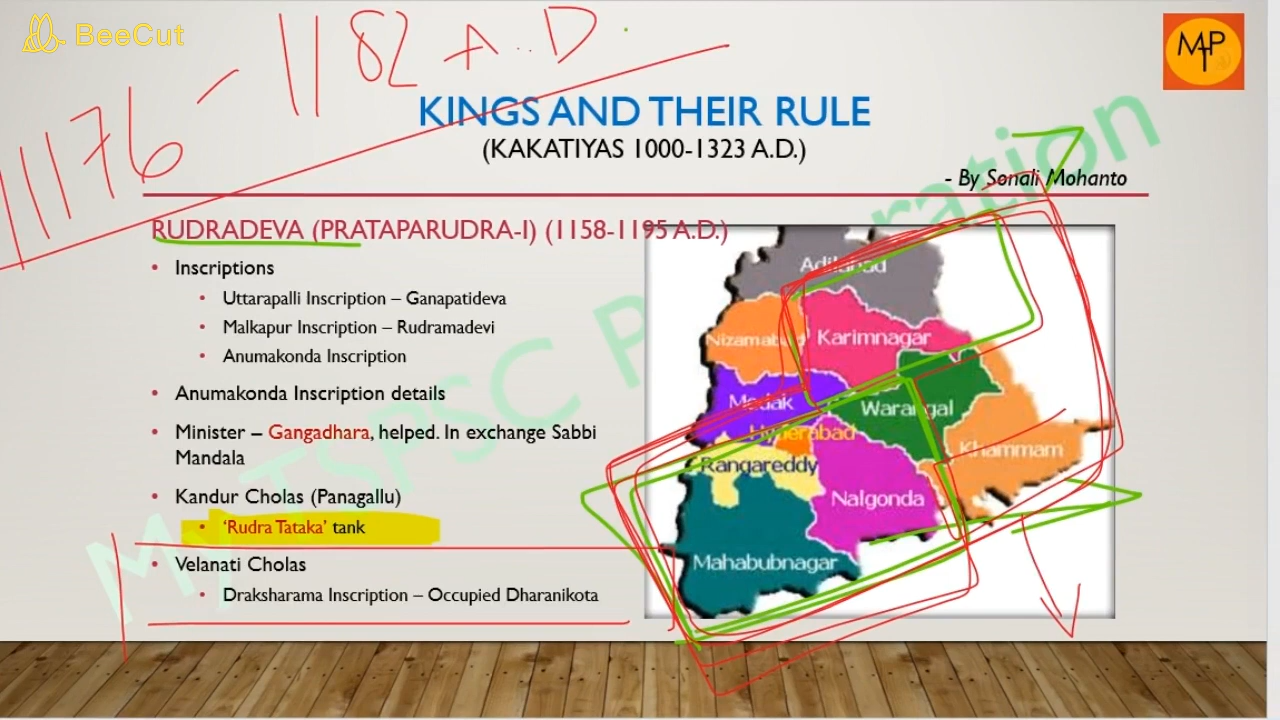 BeeCut
1176 - 1182 A.D.
MTP
KINGS AND THEIR RULE
(KAKATIYAS 1000-1323 A.D.)
- By Sonali Mohanto
RUDRADEVA (PRATAPARUDRA-I) (1158-1195 A.D.)
• Inscriptions
• Uttarapalli Inscription – Ganapatideva
• Malkapur Inscription – Rudramadevi
• Anumakonda Inscription
• Anumakonda Inscription details
• Minister – Gangadhara, helped. In exchange Sabbi
Mandala
• Kandur Cholas (Panagallu)
• ‘Rudra Tataka’ tank
• Velanati Cholas
• Draksharama Inscription – Occupied Dharanikota
Adilabad
Nizamabad
Karimnagar
Medak
Warangal
Hyderabad
Khammam
Rangareddy
Nalgonda
Mahabubnagar
My TSPSC P ration